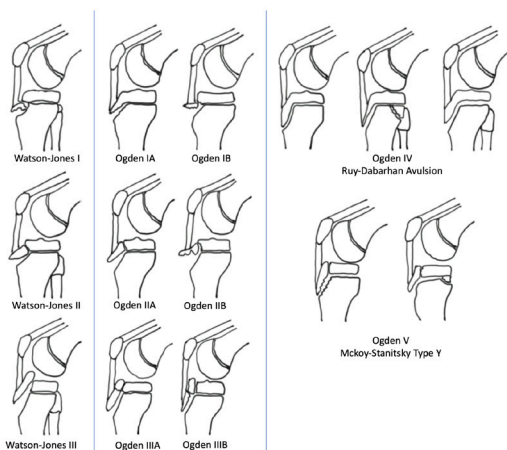 Watson-Jones I
Ogden IA
Ogden IB
Ogden IV
Ruy-Dabarhan Avulsion
Watson-Jones II
Ogden IIA
Ogden IIB
Ogden V
Mckoy-Stanitsky Type Y
Watson-Jones III
Ogden IIIA
Ogden IIIB